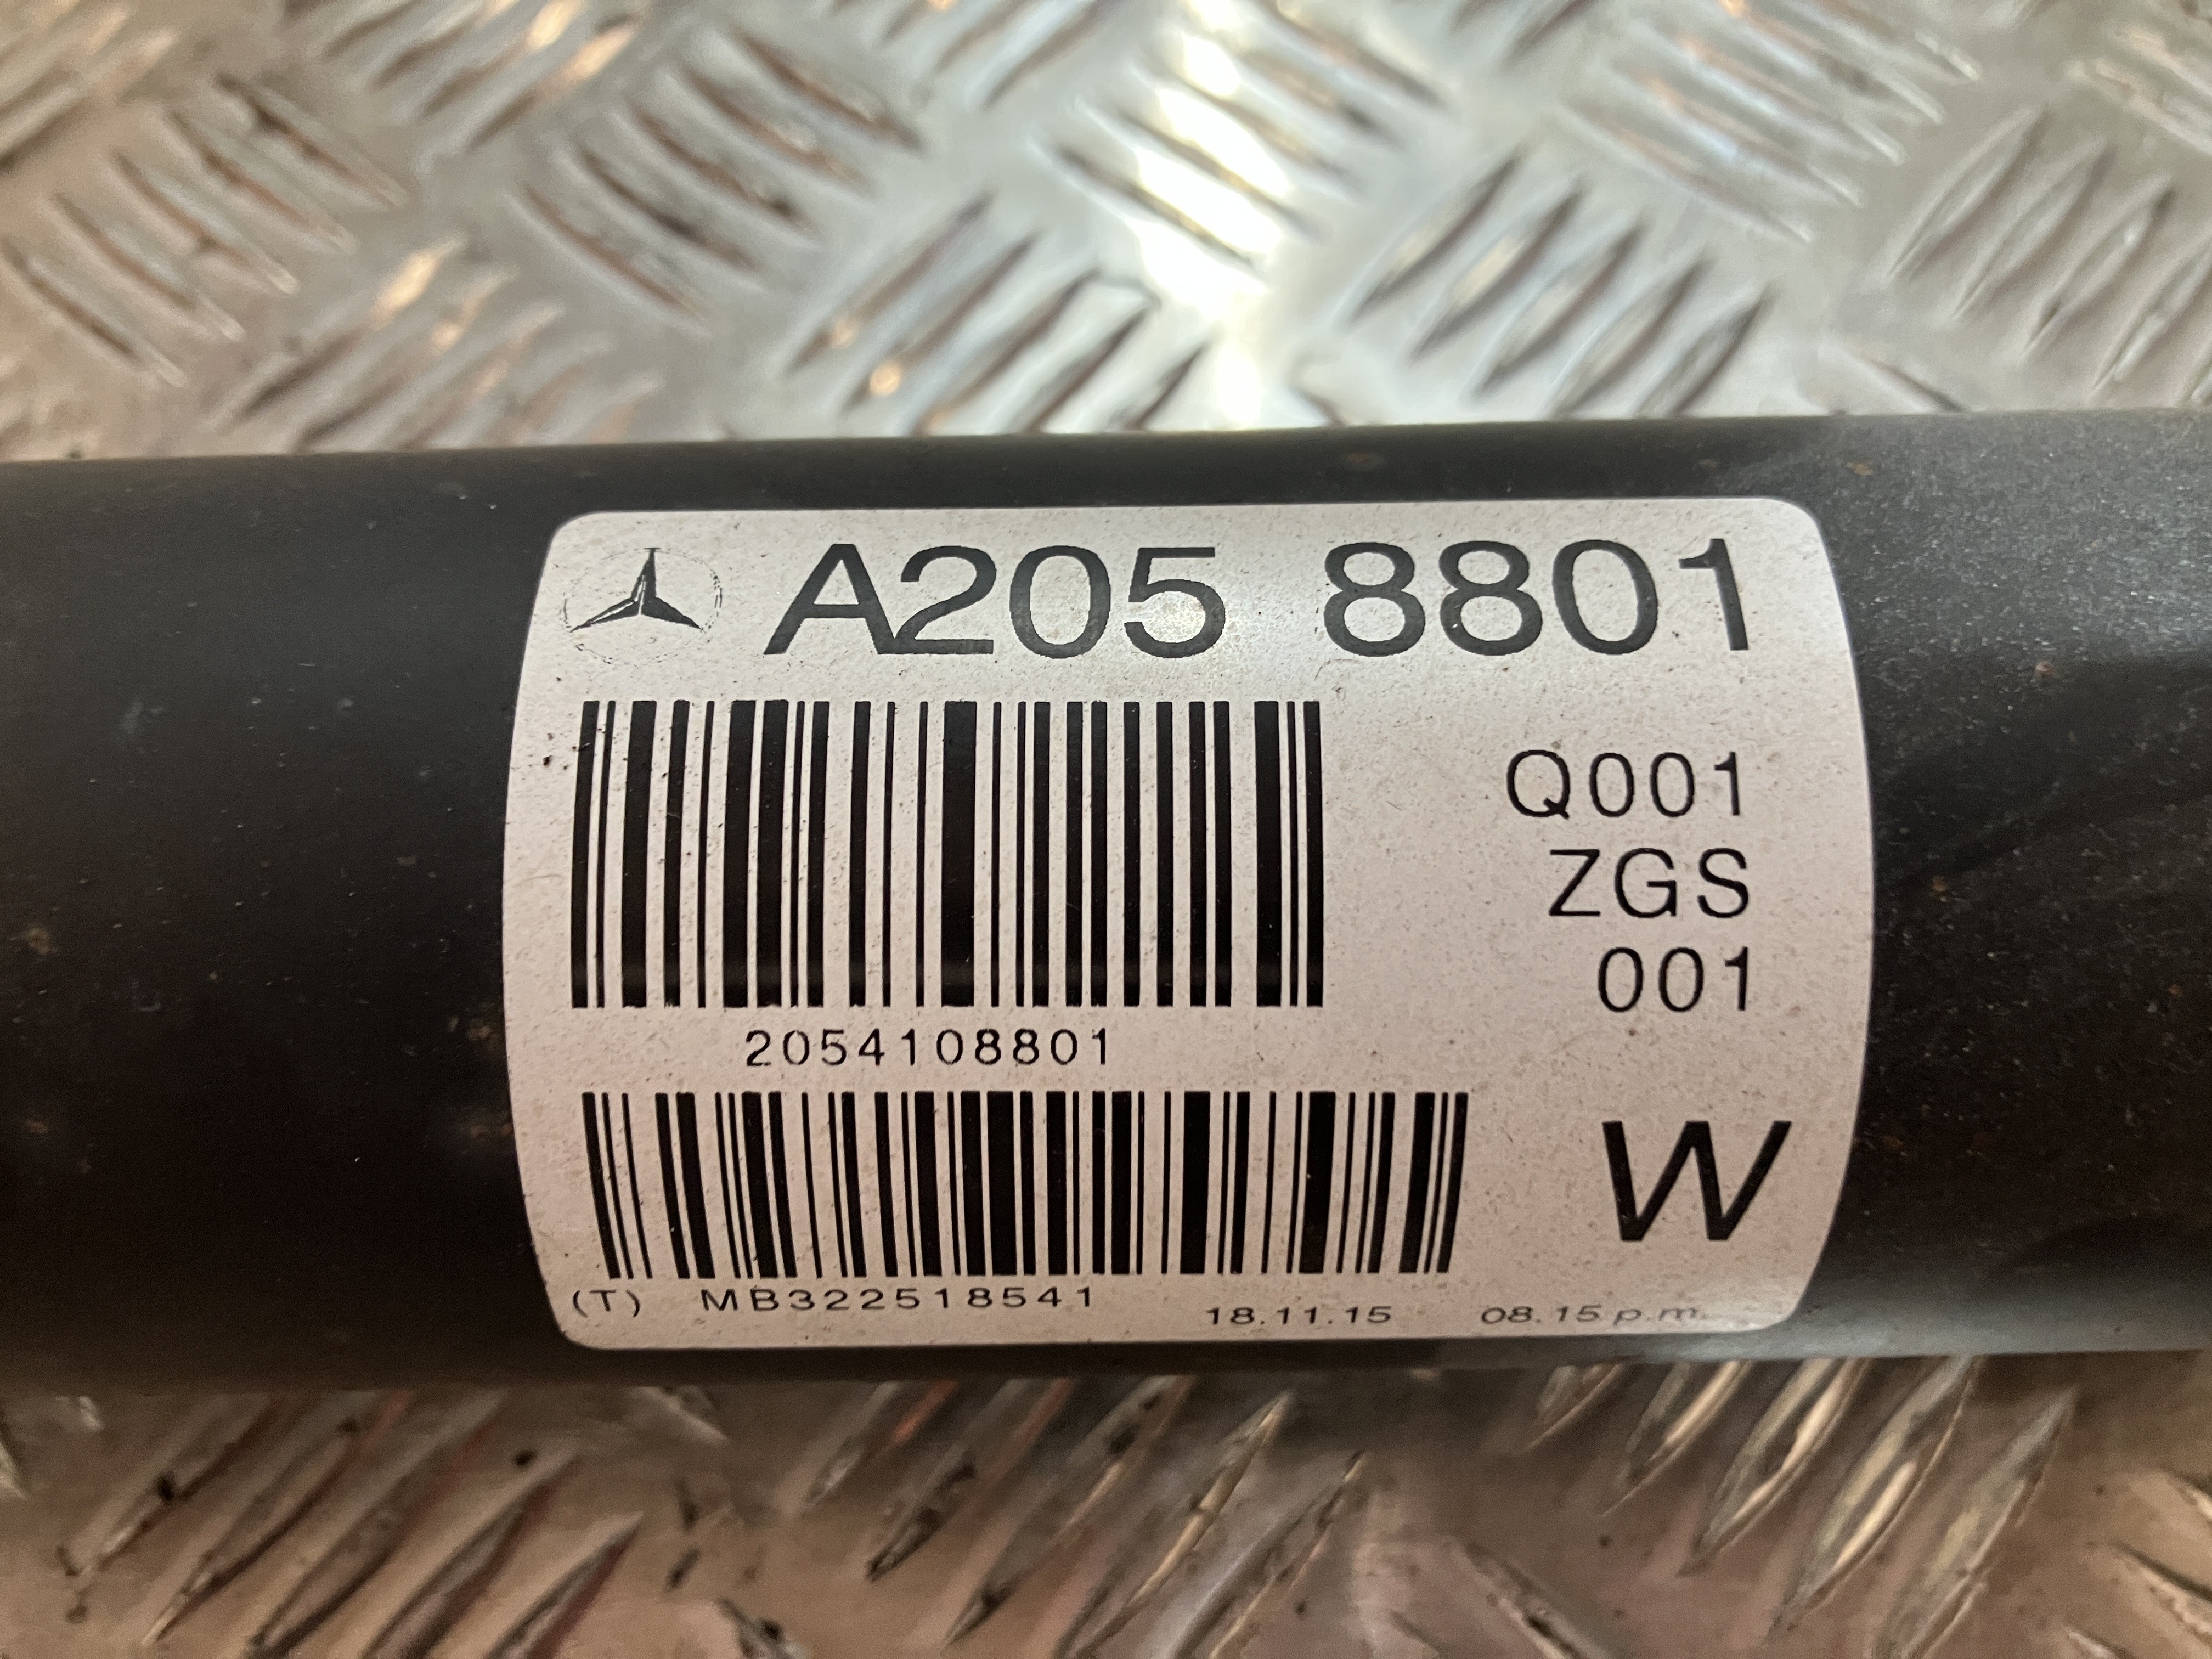 A205 8801
Q001
ZGS
001
2054108801
W
(T) MB322518541
18.11.15 08.15 p.m.